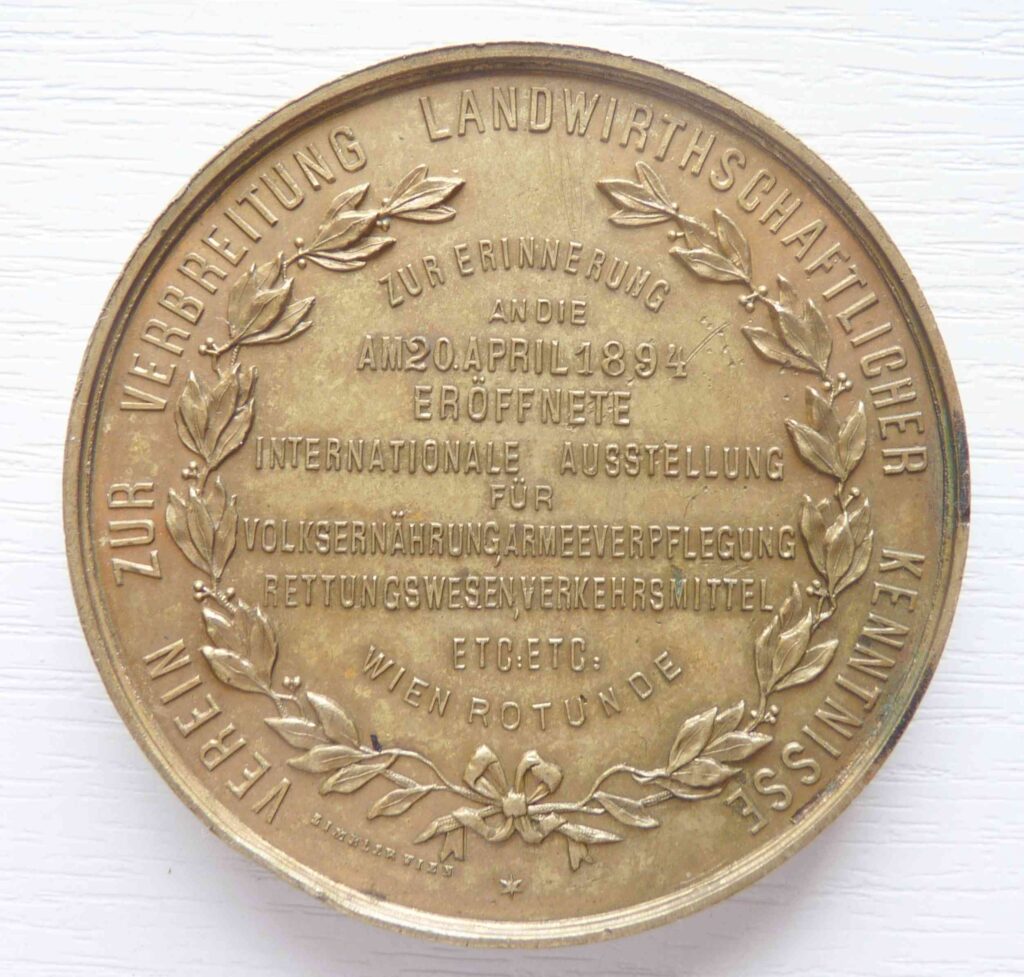 VEREIN ZUR VERBREITUNG LANDWIRTHSCHAFTLICHER KENNTNISSE
ZUR ERINNERUNG
AN DIE
AM 20. APRIL 1894
ERÖFFNETE
INTERNATIONALE AUSSTELLUNG
FÜR
VOLKSERNÄHRUNG, ARMEEVERPFLEGUNG
RETTUNGSWESEN, VERKEHRSMITTEL
ETC: ETC:
WIEN ROTUNDE
WIEN